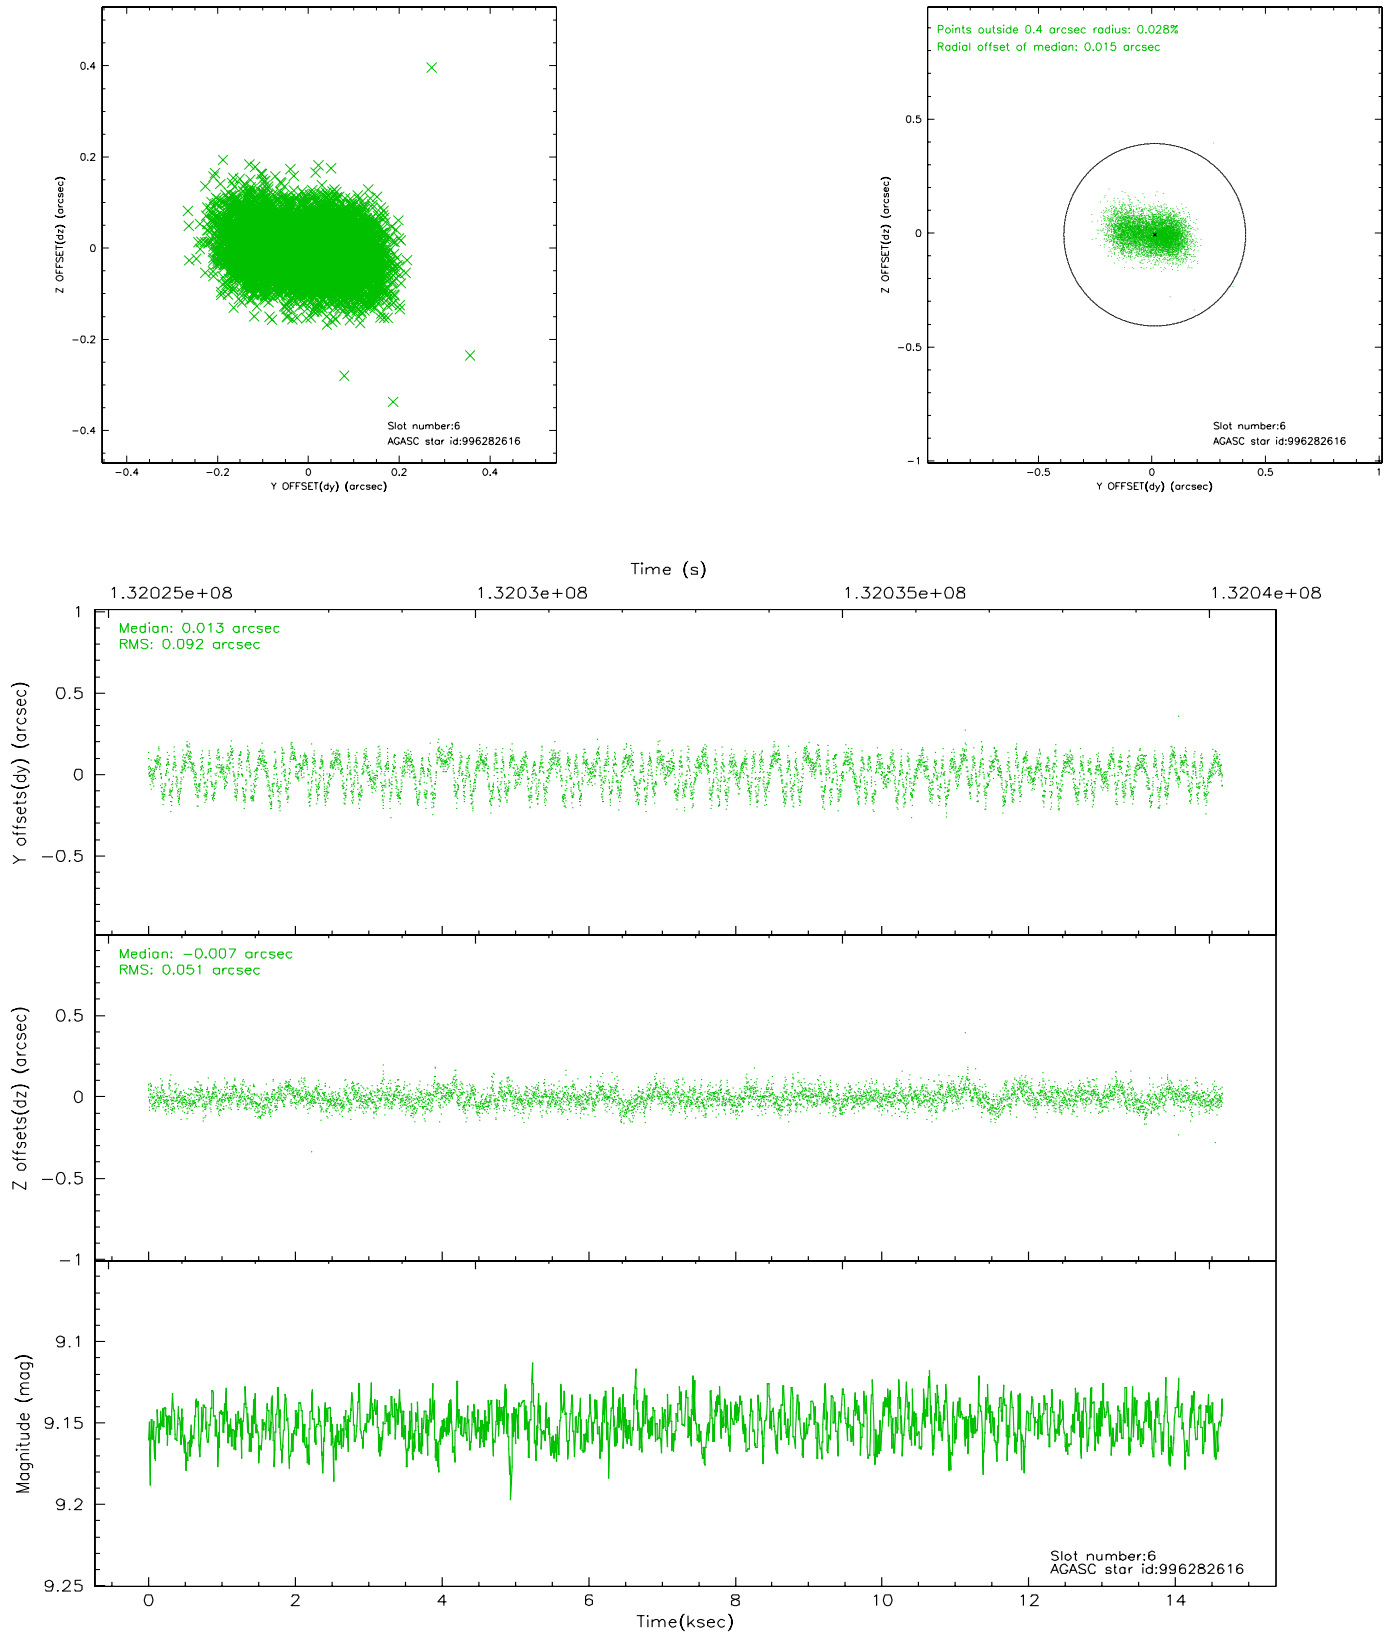 0.4
0.2
0
−0.2
−0.4
Z OFFSET(dz) (arcsec)
Slot number:6
AGASC star id:996282616
−0.4
−0.2
0
0.2
0.4
Y OFFSET(dy) (arcsec)
Points outside 0.4 arcsec radius: 0.028%
Radial offset of median: 0.015 arcsec
0.5
0
−0.5
−1
Z OFFSET(dz) (arcsec)
Slot number:6
AGASC star id:996282616
−0.5
0
0.5
1
Y OFFSET(dy) (arcsec)
Time (s)
1.32025e+08
1.3203e+08
1.32035e+08
1.3204e+08
Median: 0.013 arcsec
RMS: 0.092 arcsec
1
0.5
0
−0.5
Y offsets(dy) (arcsec)
Median: −0.007 arcsec
RMS: 0.051 arcsec
0.5
0
−0.5
−1
Z offsets(dz) (arcsec)
9.1
9.15
9.2
9.25
Magnitude (mag)
Slot number:6
AGASC star id:996282616
0
2
4
6
8
10
12
14
Time(ksec)